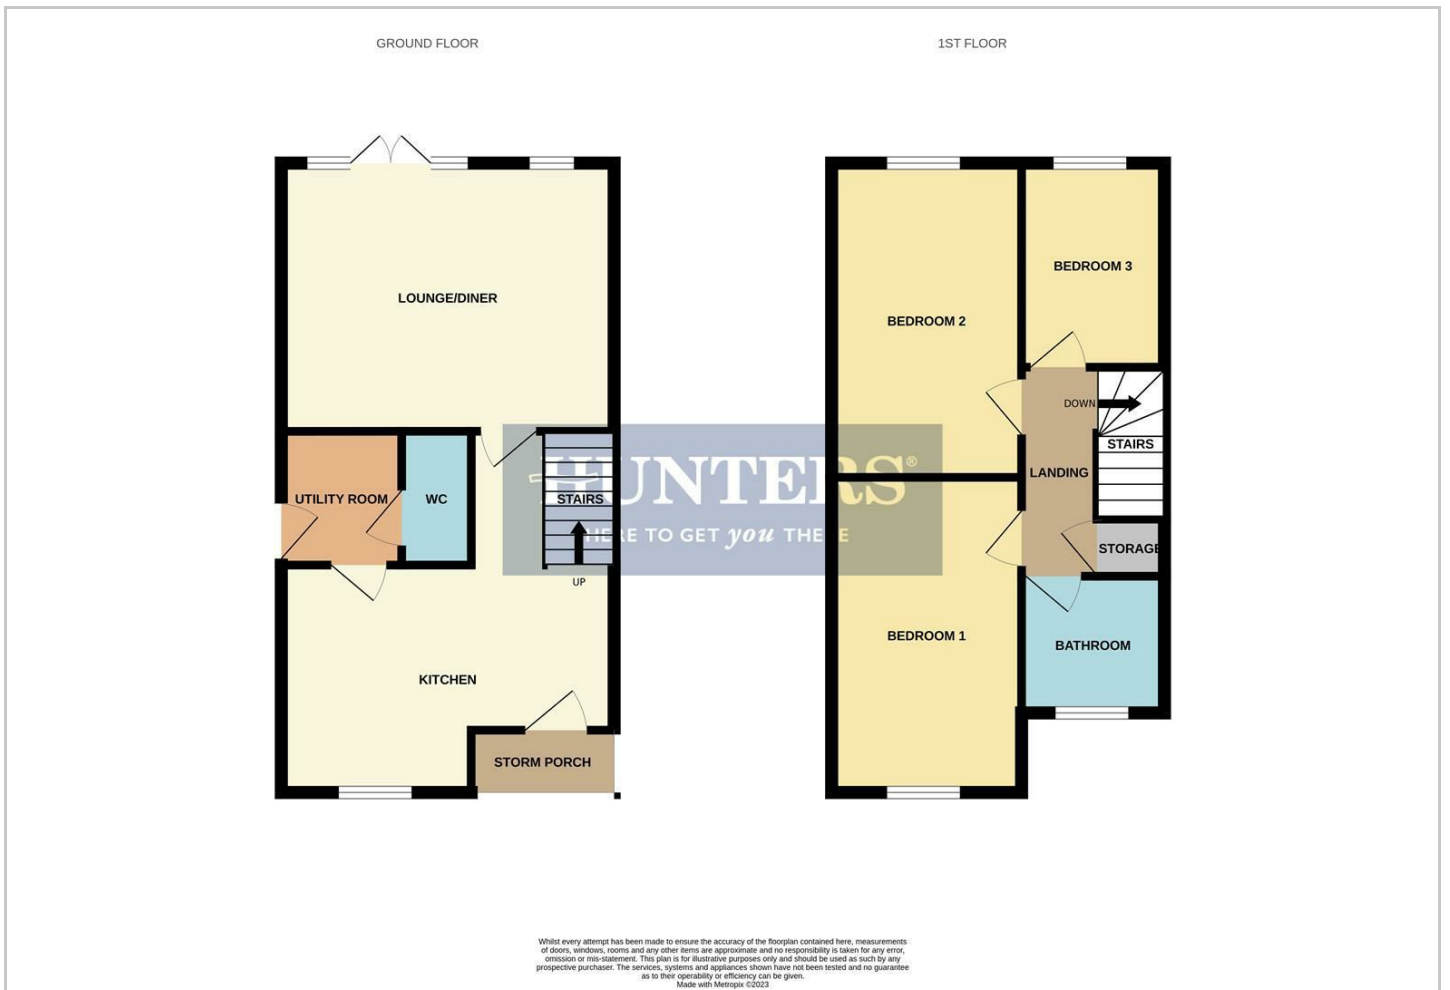 GROUND FLOOR
1ST FLOOR
LOUNGE/DINER
UTILITY ROOM
WC
STAIRS
UP
KITCHEN
STORM PORCH
BEDROOM 2
BEDROOM 3
DOWN
STAIRS
LANDING
STORAGE
BEDROOM 1
BATHROOM
HUNTERS®
HERE TO GET you THERE
Whilst every attempt has been made to ensure the accuracy of the floorplan contained here, measurements
of doors, windows, rooms and any other items are approximate and no responsibility is taken for any error,
omission or mis-statement. This plan is for illustrative purposes only and should be used as such by any
prospective purchaser. The services, systems and appliances shown have not been tested and no guarantee
as to their operability or efficiency can be given.
Made with Metropix ©2023